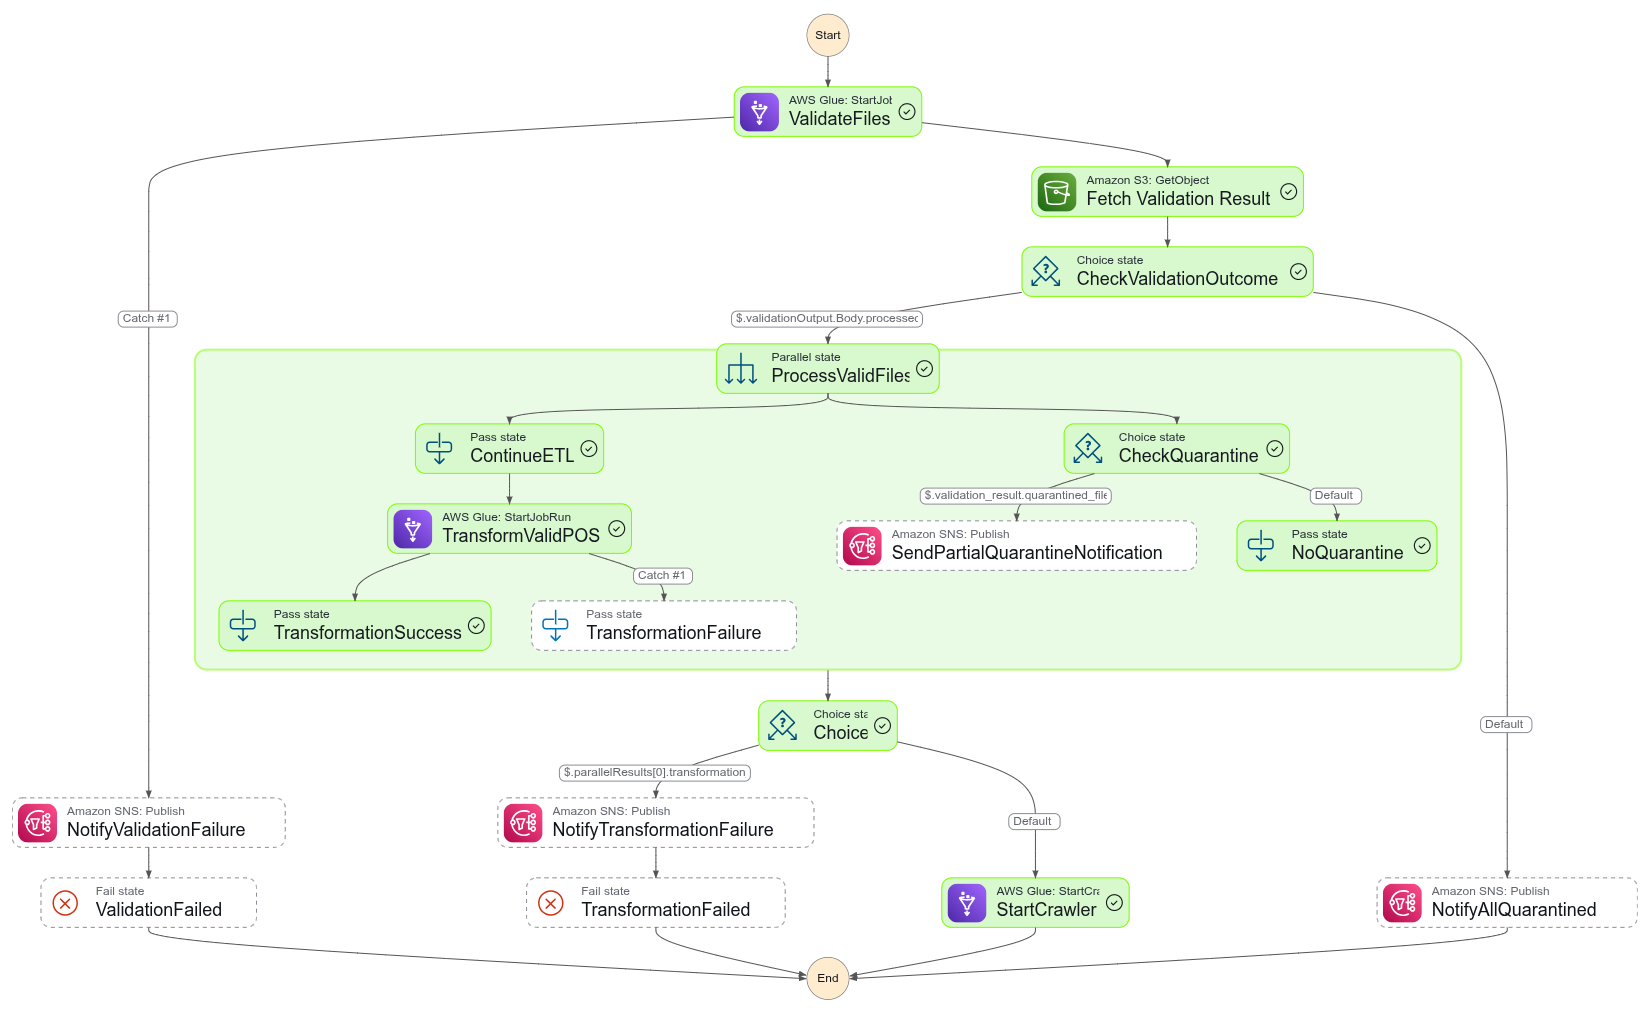 Start
AWS Glue: StartJob
ValidateFiles
Amazon S3: GetObject
Fetch Validation Result
Choice state
CheckValidationOutcome
Catch #1
$.validationOutput.Body.processed
Parallel state
ProcessValidFiles
Pass state
ContinueETL
Choice state
CheckQuarantine
$.validation_result.quarantined_file
Default
AWS Glue: StartJobRun
TransformValidPOS
Amazon SNS: Publish
SendPartialQuarantineNotification
Pass state
NoQuarantine
Catch #1
Pass state
TransformationSuccess
Pass state
TransformationFailure
Choice sta
Choice
Default
$.parallelResults[0].transformation
Amazon SNS: Publish
NotifyValidationFailure
Amazon SNS: Publish
NotifyTransformationFailure
Default
Fail state
ValidationFailed
Fail state
TransformationFailed
AWS Glue: StartCra
StartCrawler
Amazon SNS: Publish
NotifyAllQuarantined
End